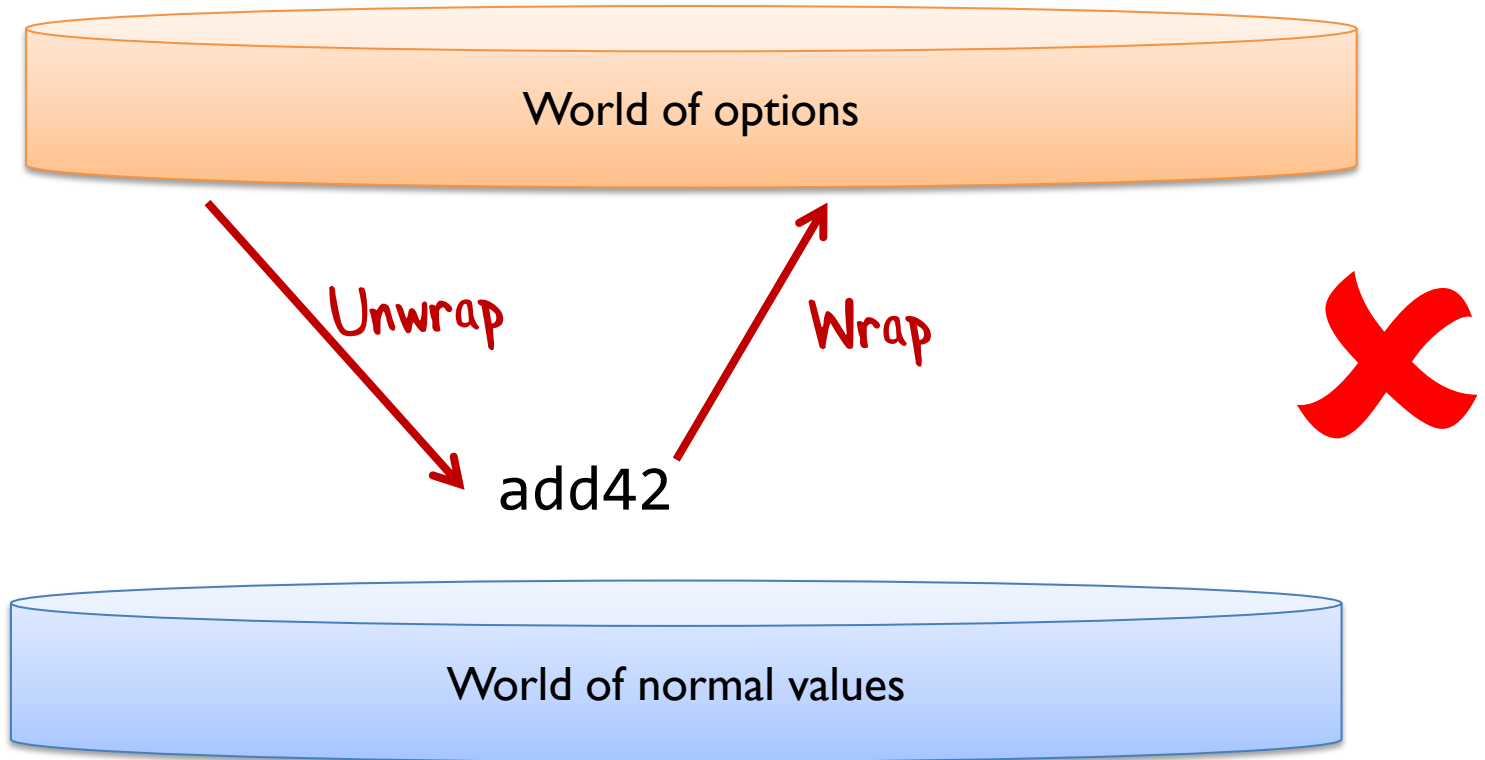 World of options
Unwrap
Wrap
add42
World of normal values